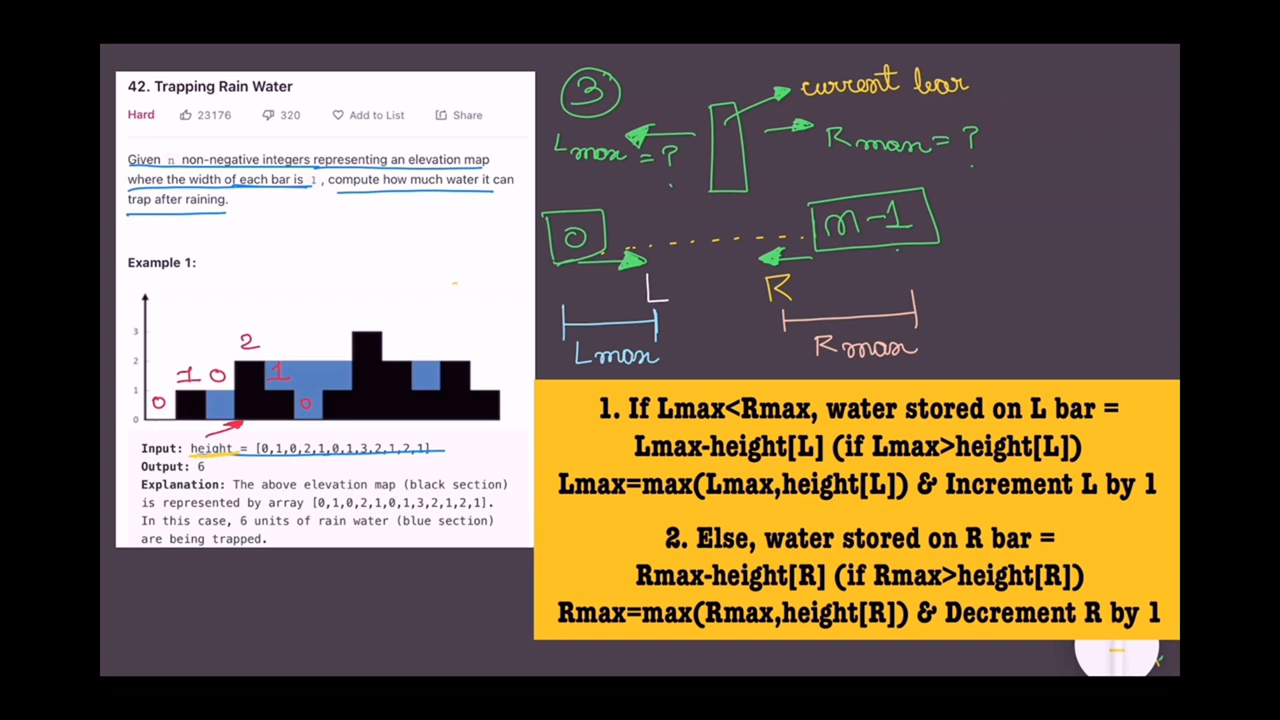 42. Trapping Rain Water
Hard 23176 320 Add to List Share
Given n non-negative integers representing an elevation map
where the width of each bar is 1 , compute how much water it can
trap after raining.
Example 1:
3
2
1
0
0 1 0 2 1 0
Input: height = [0,1,0,2,1,0,1,3,2,1,2,1]
Output: 6
Explanation: The above elevation map (black section)
is represented by array [0,1,0,2,1,0,1,3,2,1,2,1].
In this case, 6 units of rain water (blue section)
are being trapped.
3
current bar
Lmax = ?
Rmax = ?
0
n-1
L
R
Lmax
Rmax
1. If Lmax<Rmax, water stored on L bar =
Lmax-height[L] (if Lmax>height[L])
Lmax=max(Lmax,height[L]) & Increment L by 1
2. Else, water stored on R bar =
Rmax-height[R] (if Rmax>height[R])
Rmax=max(Rmax,height[R]) & Decrement R by 1